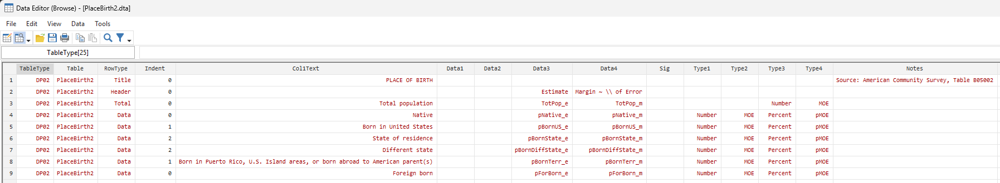 Data Editor (Browse) - [PlaceBirth2.dta]
File Edit View Data Tools
TableType[25]
TableType Table RowType Indent Col1Text Data1 Data2 Data3 Data4 Sig Type1 Type2 Type3 Type4 Notes
1 DP02 PlaceBirth2 Title 0 PLACE OF BIRTH Source: American Community Survey, Table B05002
2 DP02 PlaceBirth2 Header 0 Estimate Margin ~ \\ of Error
3 DP02 PlaceBirth2 Total 0 Total population TotPop_e TotPop_m Number MOE
4 DP02 PlaceBirth2 Data 0 Native pNative_e pNative_m Number MOE Percent pMOE
5 DP02 PlaceBirth2 Data 1 Born in United States pBornUS_e pBornUS_m Number MOE Percent pMOE
6 DP02 PlaceBirth2 Data 2 State of residence pBornState_e pBornState_m Number MOE Percent pMOE
7 DP02 PlaceBirth2 Data 2 Different state pBornDiffState_e pBornDiffState_m Number MOE Percent pMOE
8 DP02 PlaceBirth2 Data 1 Born in Puerto Rico, U.S. Island areas, or born abroad to American parent(s) pBornTerr_e pBornTerr_m Number MOE Percent pMOE
9 DP02 PlaceBirth2 Data 0 Foreign born pForBorn_e pForBorn_m Number MOE Percent pMOE